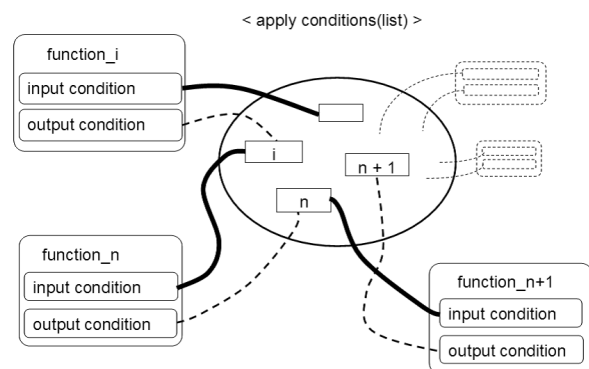 < apply conditions(list) >
function_i
input condition
output condition
i
n + 1
n
function_n
input condition
output condition
function_n+1
input condition
output condition